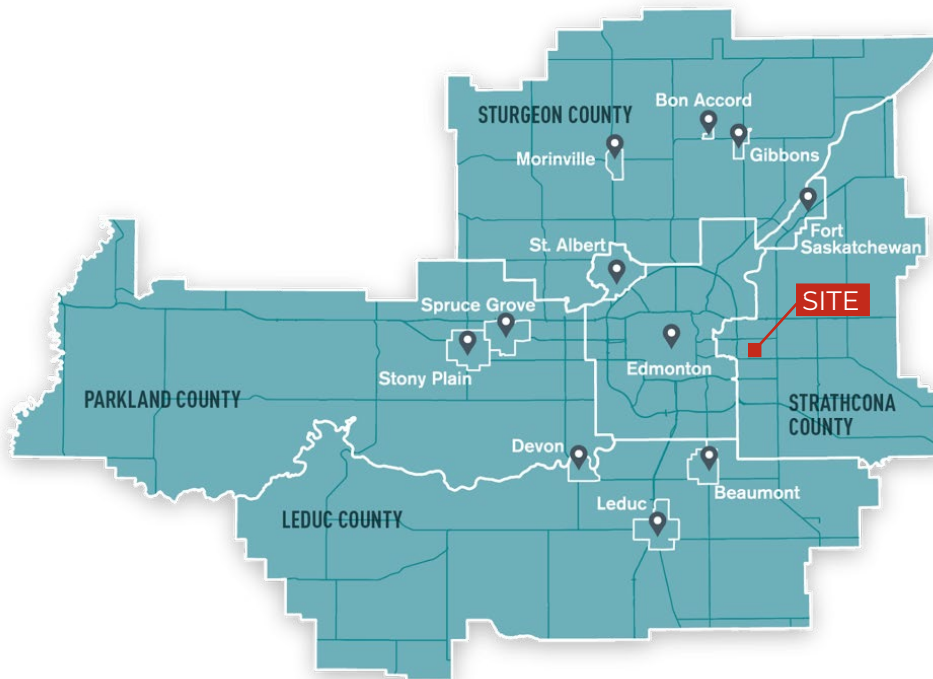 Bon Accord
STURGEON COUNTY
Morinville
Gibbons
Fort
Saskatchewan
St. Albert
SITE
Spruce Grove
Stony Plain
Edmonton
PARKLAND COUNTY
STRATHCONA
COUNTY
Devon
Beaumont
Leduc
LEDUC COUNTY